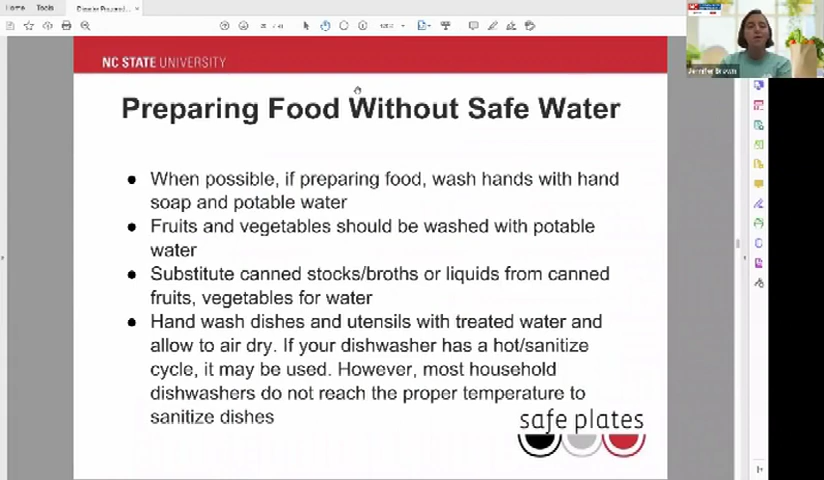 Home Tools
NC STATE UNIVERSITY
Preparing Food Without Safe Water
● When possible, if preparing food, wash hands with hand
soap and potable water
● Fruits and vegetables should be washed with potable
water
● Substitute canned stocks/broths or liquids from canned
fruits, vegetables for water
● Hand wash dishes and utensils with treated water and
allow to air dry. If your dishwasher has a hot/sanitize
cycle, it may be used. However, most household
dishwashers do not reach the proper temperature to
sanitize dishes
safe plates
Jennifer Brown